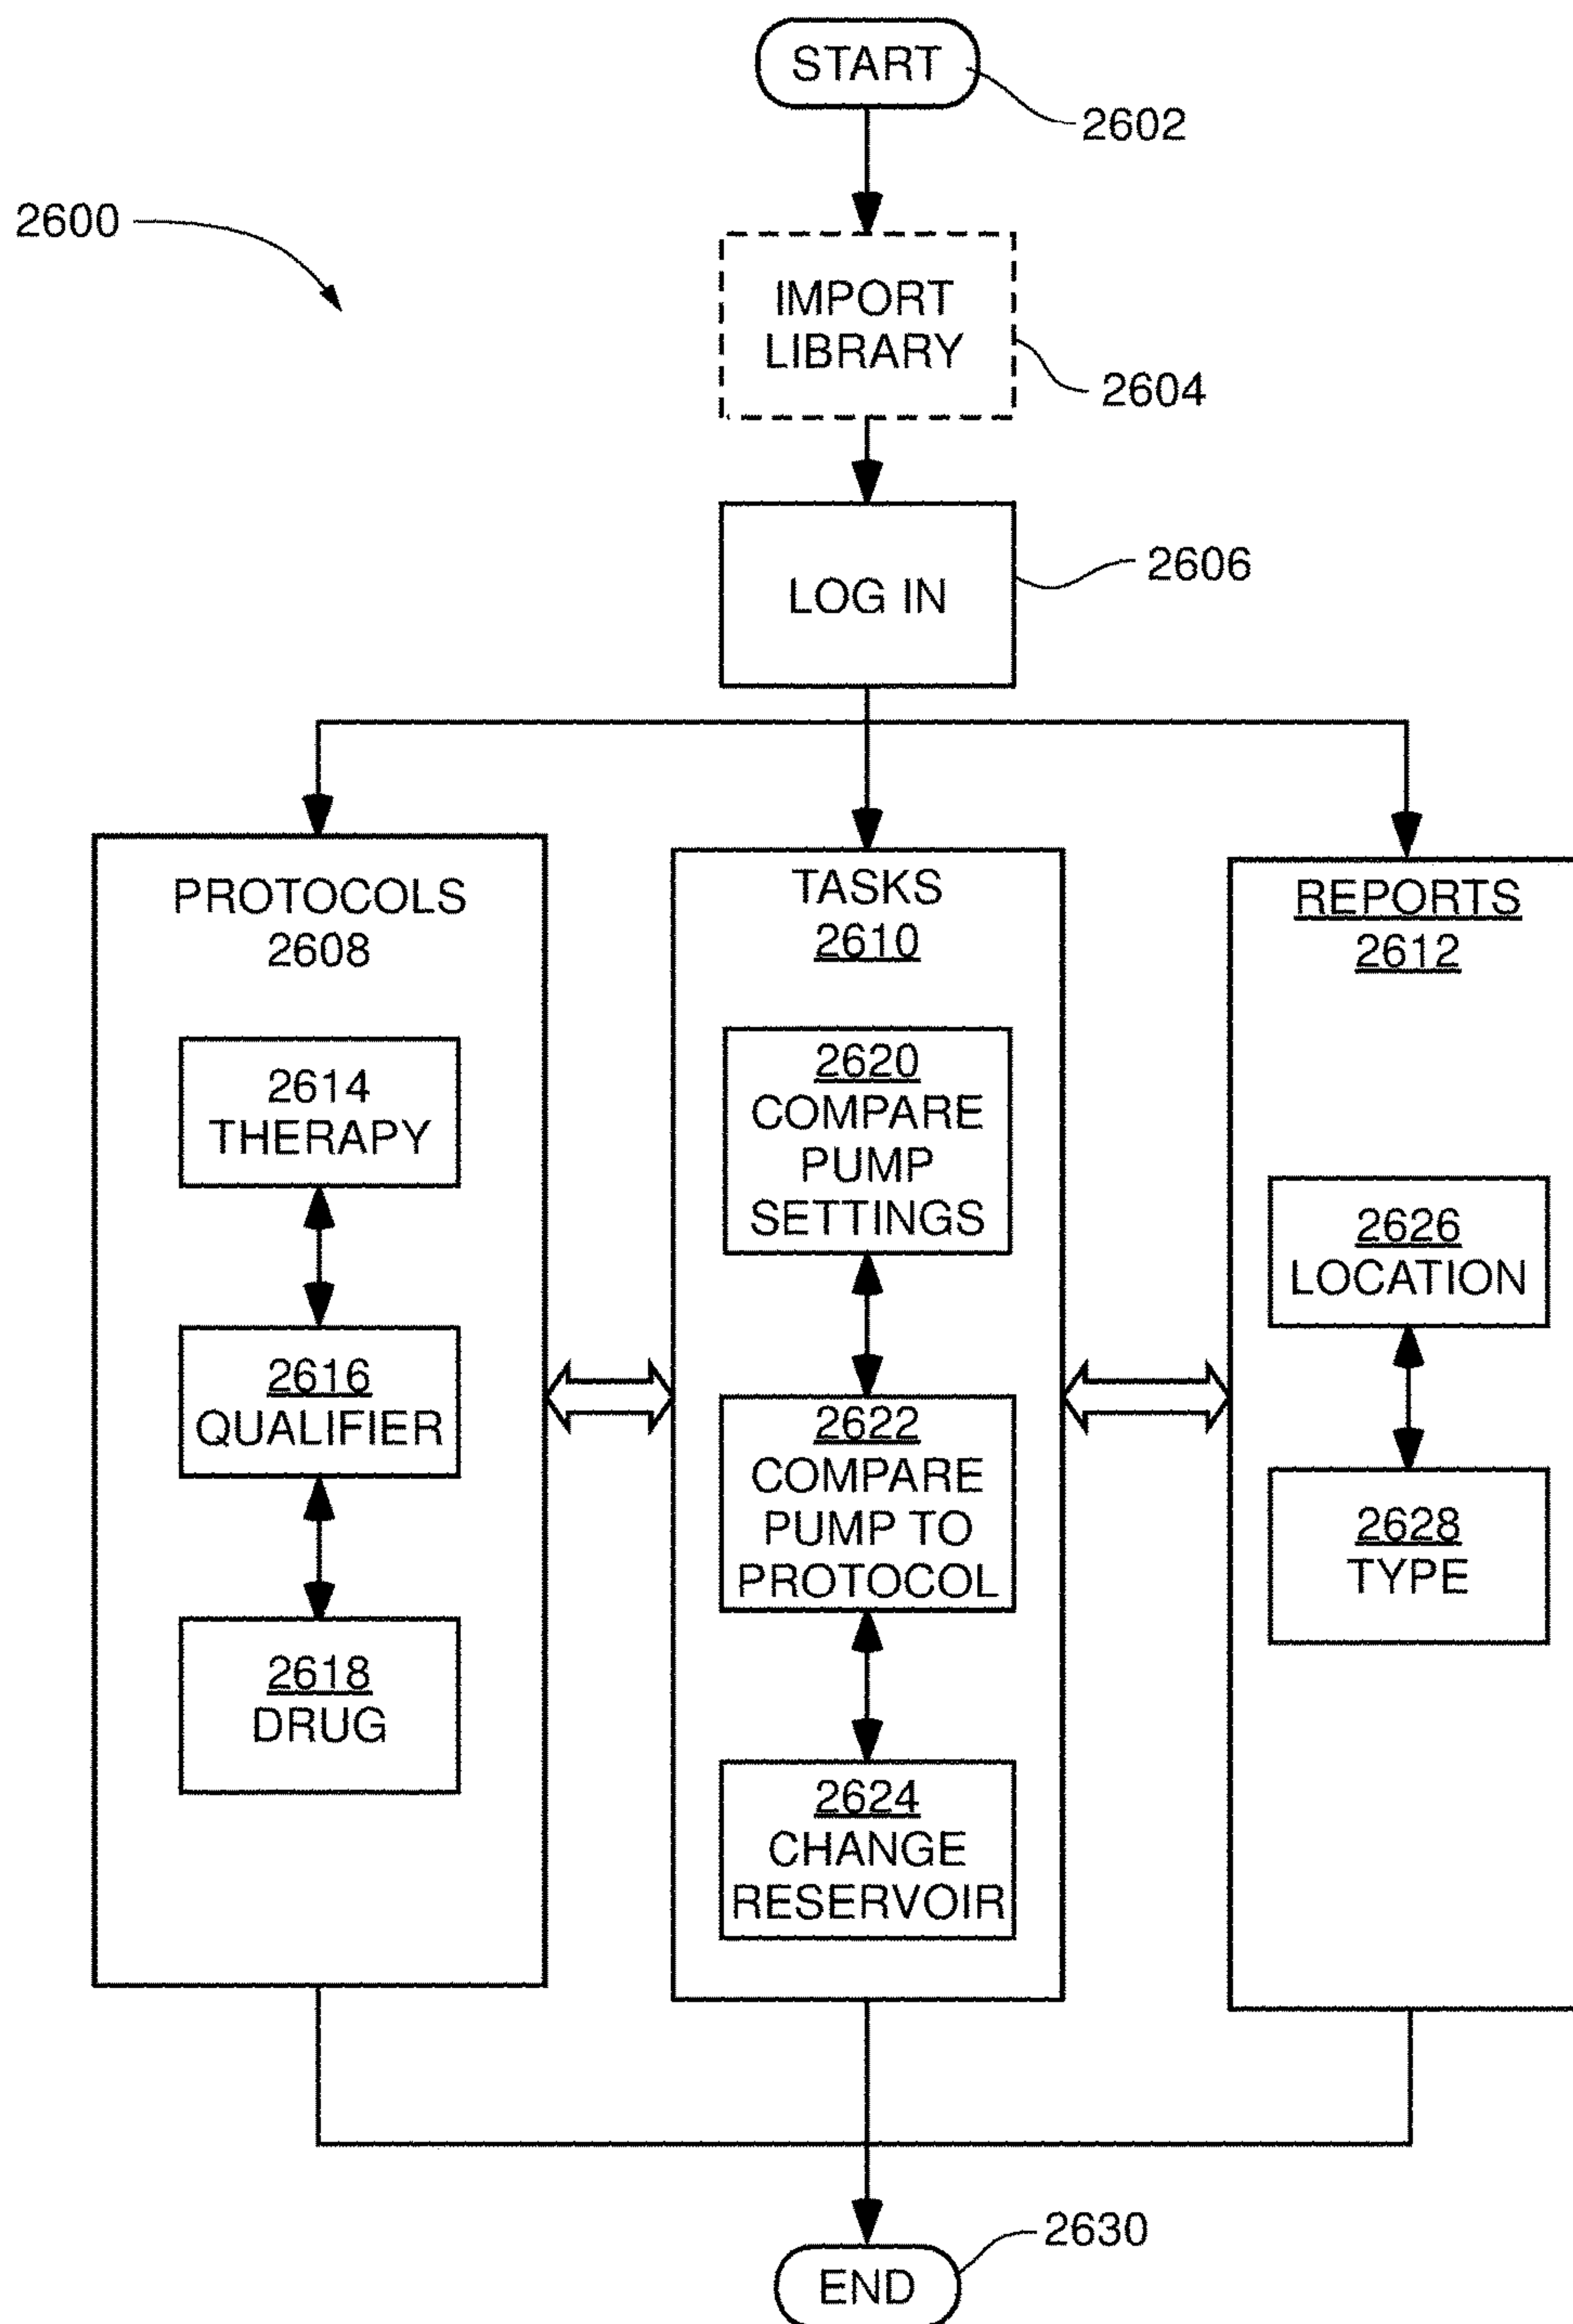 START
2602
2600
IMPORT
LIBRARY
2604
LOG IN
2606
PROTOCOLS
2608
2614
THERAPY
2616
QUALIFIER
2618
DRUG
TASKS
2610
2620
COMPARE
PUMP
SETTINGS
2622
COMPARE
PUMP TO
PROTOCOL
2624
CHANGE
RESERVOIR
REPORTS
2612
2626
LOCATION
2628
TYPE
2630
END